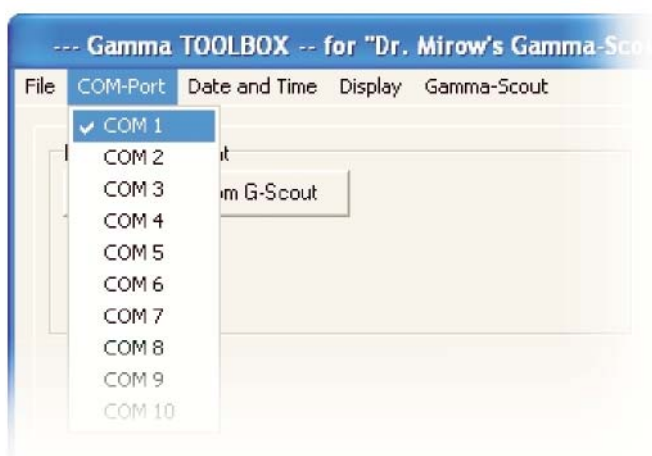 --- Gamma TOOLBOX -- for "Dr. Mirow's Gamma-Sco
File COM-Port Date and Time Display Gamma-Scout
✓ COM 1
COM 2
COM 3
G-Scout
COM 4
COM 5
COM 6
COM 7
COM 8
COM 9
COM 10